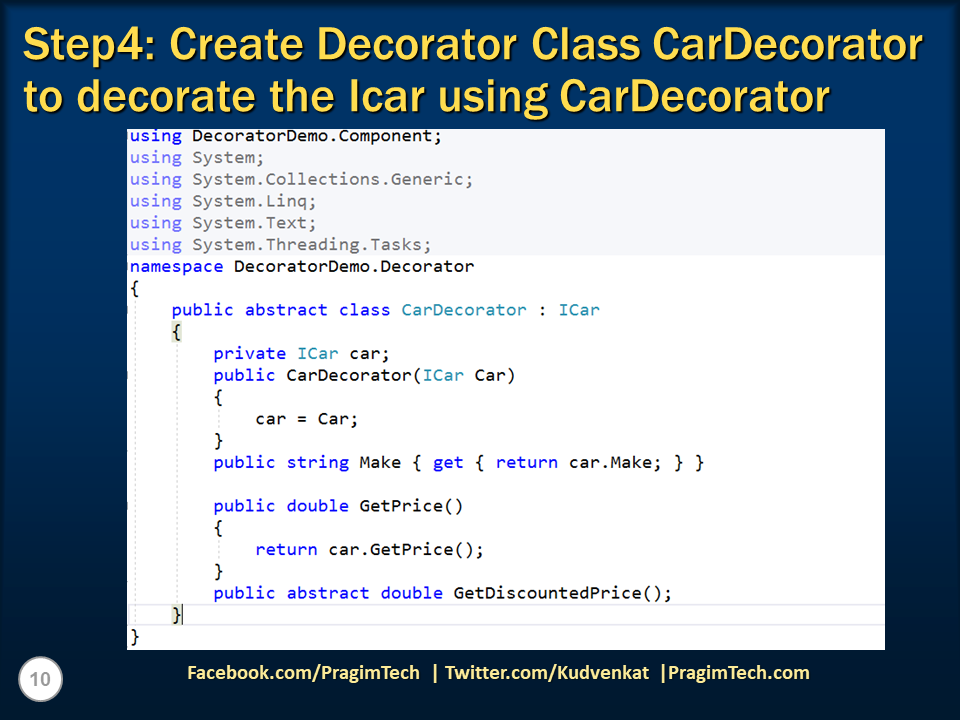 Step4: Create Decorator Class CarDecorator
to decorate the Icar using CarDecorator
using DecoratorDemo.Component;
using System;
using System.Collections.Generic;
using System.Linq;
using System.Text;
using System.Threading.Tasks;
namespace DecoratorDemo.Decorator
{
    public abstract class CarDecorator : ICar
    {
        private ICar car;
        public CarDecorator(ICar Car)
        {
            car = Car;
        }
        public string Make { get { return car.Make; } }
        public double GetPrice()
        {
            return car.GetPrice();
        }
        public abstract double GetDiscountedPrice();
    }
}
10
Facebook.com/PragimTech | Twitter.com/Kudvenkat |PragimTech.com